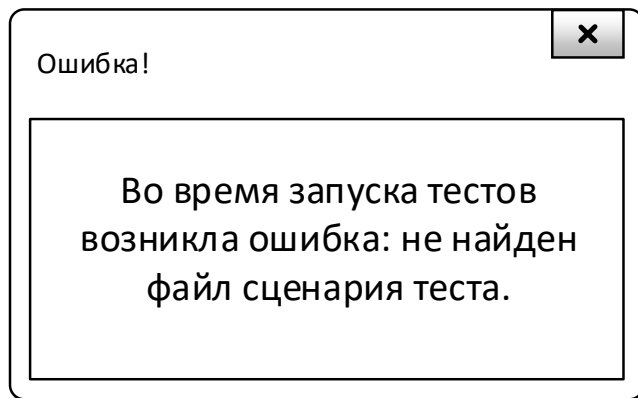 Ошибка!
Во время запуска тестов
возникла ошибка: не найден
файл сценария теста.